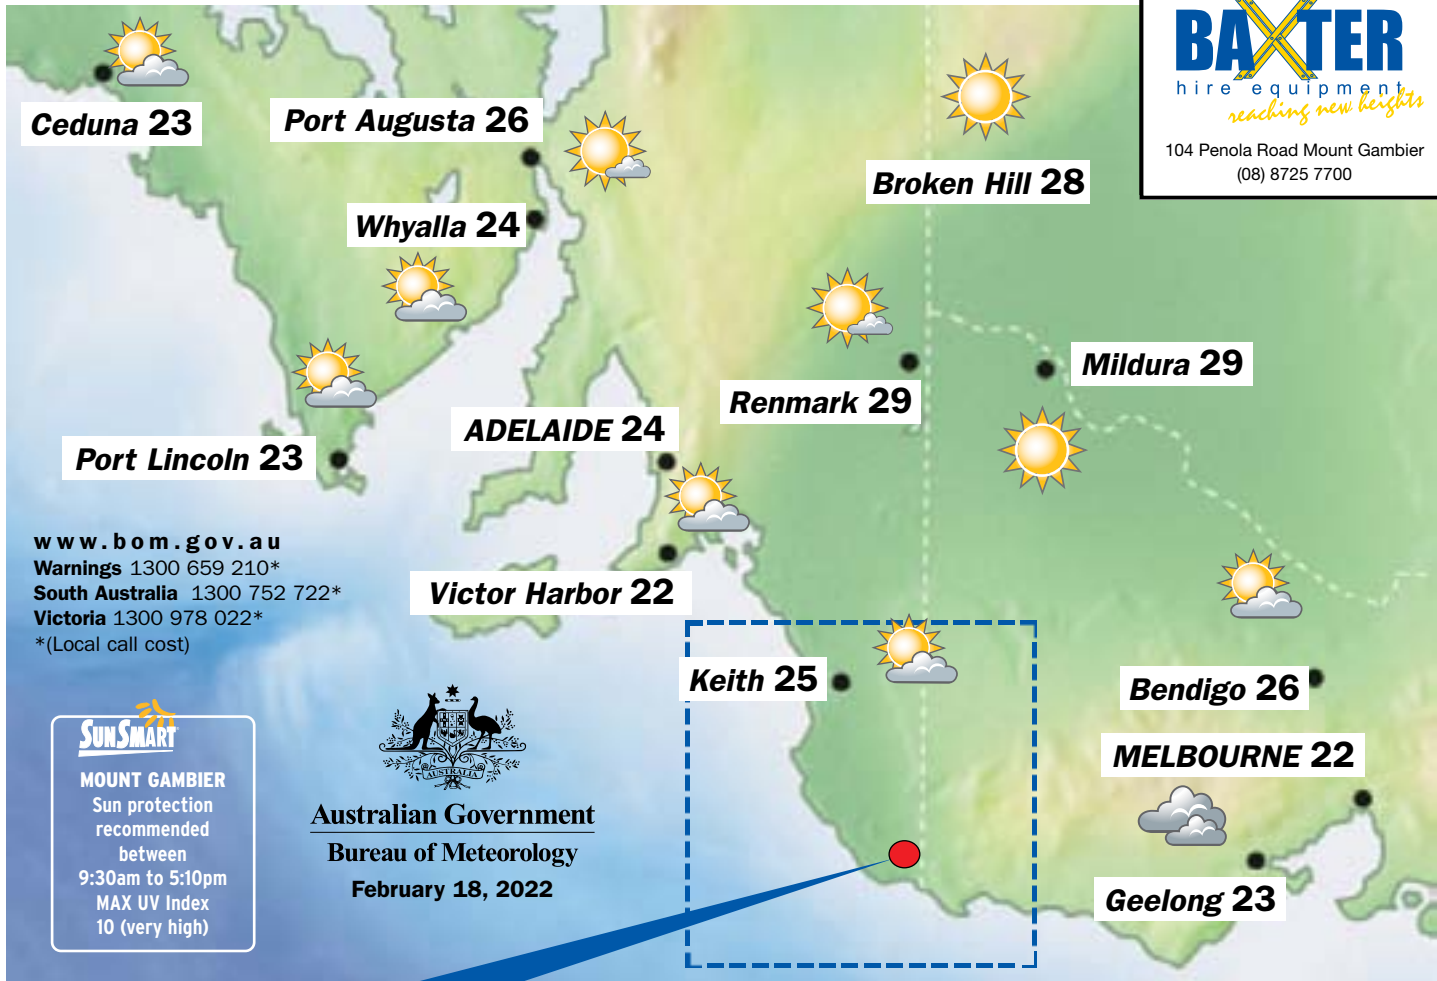 BAXTER
hire equipment
reaching new heights
104 Penola Road Mount Gambier
(08) 8725 7700
Ceduna 23
Port Augusta 26
Broken Hill 28
Whyalla 24
Mildura 29
Renmark 29
ADELAIDE 24
Port Lincoln 23
www.bom.gov.au
Warnings 1300 659 210*
South Australia 1300 752 722*
Victoria 1300 978 022*
*(Local call cost)
Victor Harbor 22
Keith 25
Bendigo 26
MELBOURNE 22
Geelong 23
SUNSMART
MOUNT GAMBIER
Sun protection
recommended
between
9:30am to 5:10pm
MAX UV Index
10 (very high)
AUSTRALIA
Australian Government
Bureau of Meteorology
February 18, 2022